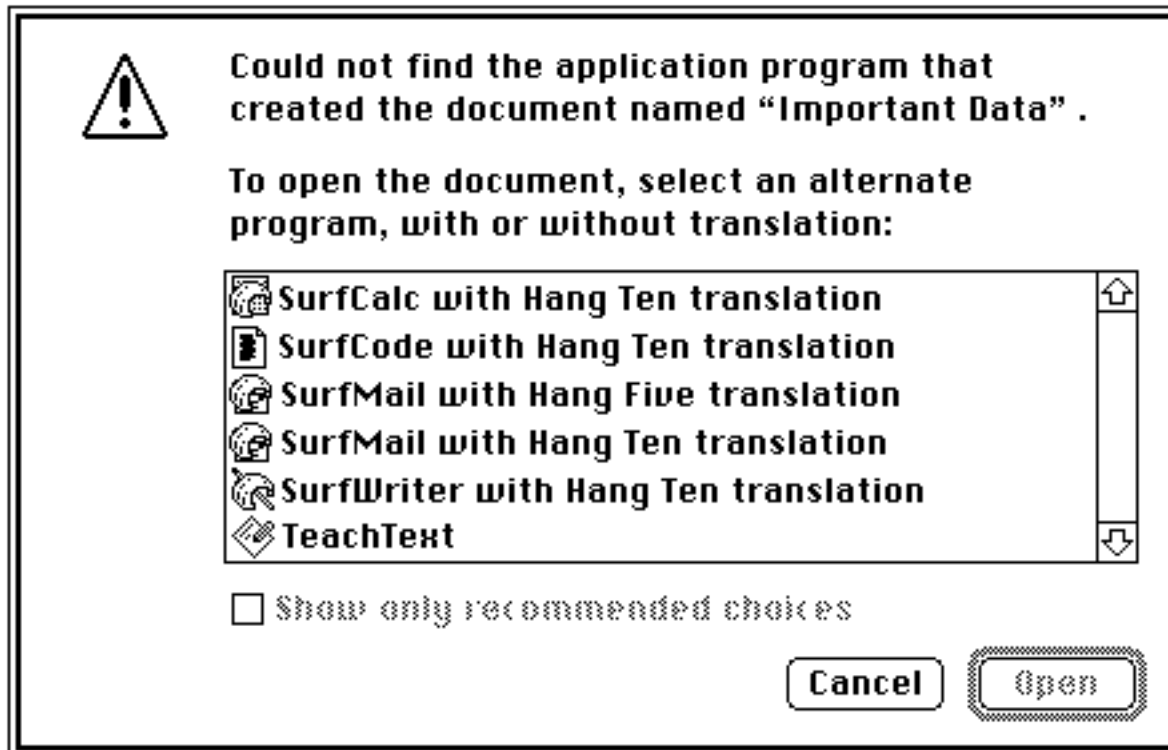 Could not find the application program that
created the document named “Important Data” .
To open the document, select an alternate
program, with or without translation:
SurfCalc with Hang Ten translation
SurfCode with Hang Ten translation
SurfMail with Hang Five translation
SurfMail with Hang Ten translation
SurfWriter with Hang Ten translation
TeachText
Show only recommended choices
Cancel
Open